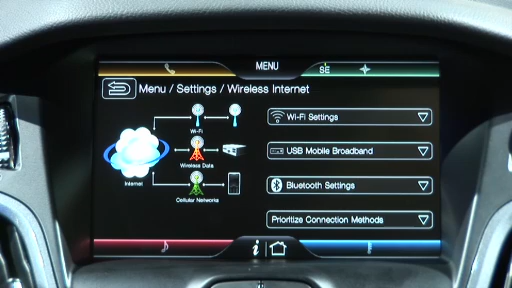 MENU
SE
Menu / Settings / Wireless Internet
Wi-Fi
Wi-Fi Settings
Wireless Data
USB Mobile Broadband
Internet
Cellular Networks
Bluetooth Settings
Prioritize Connection Methods